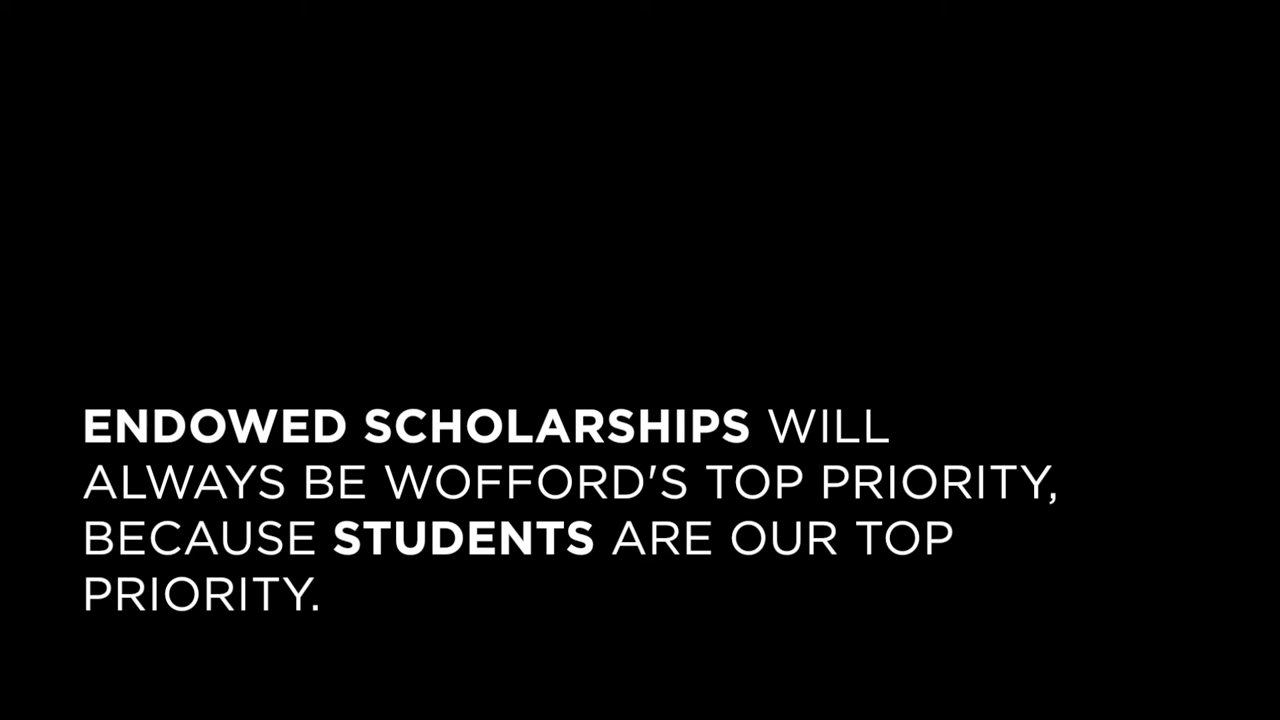 ENDOWED SCHOLARSHIPS WILL
ALWAYS BE WOFFORD'S TOP PRIORITY,
BECAUSE STUDENTS ARE OUR TOP
PRIORITY.